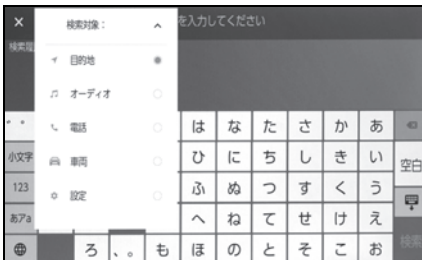 ×
検索対象：
を入力してください
検索履
目的地
オーディオ
電話
車両
設定
はなたさかあ
小文字
ひにちしきい
空白
123
ふぬつすくう
あアa
へねてせけえ
ろ
、。
もほのとそこお
検索